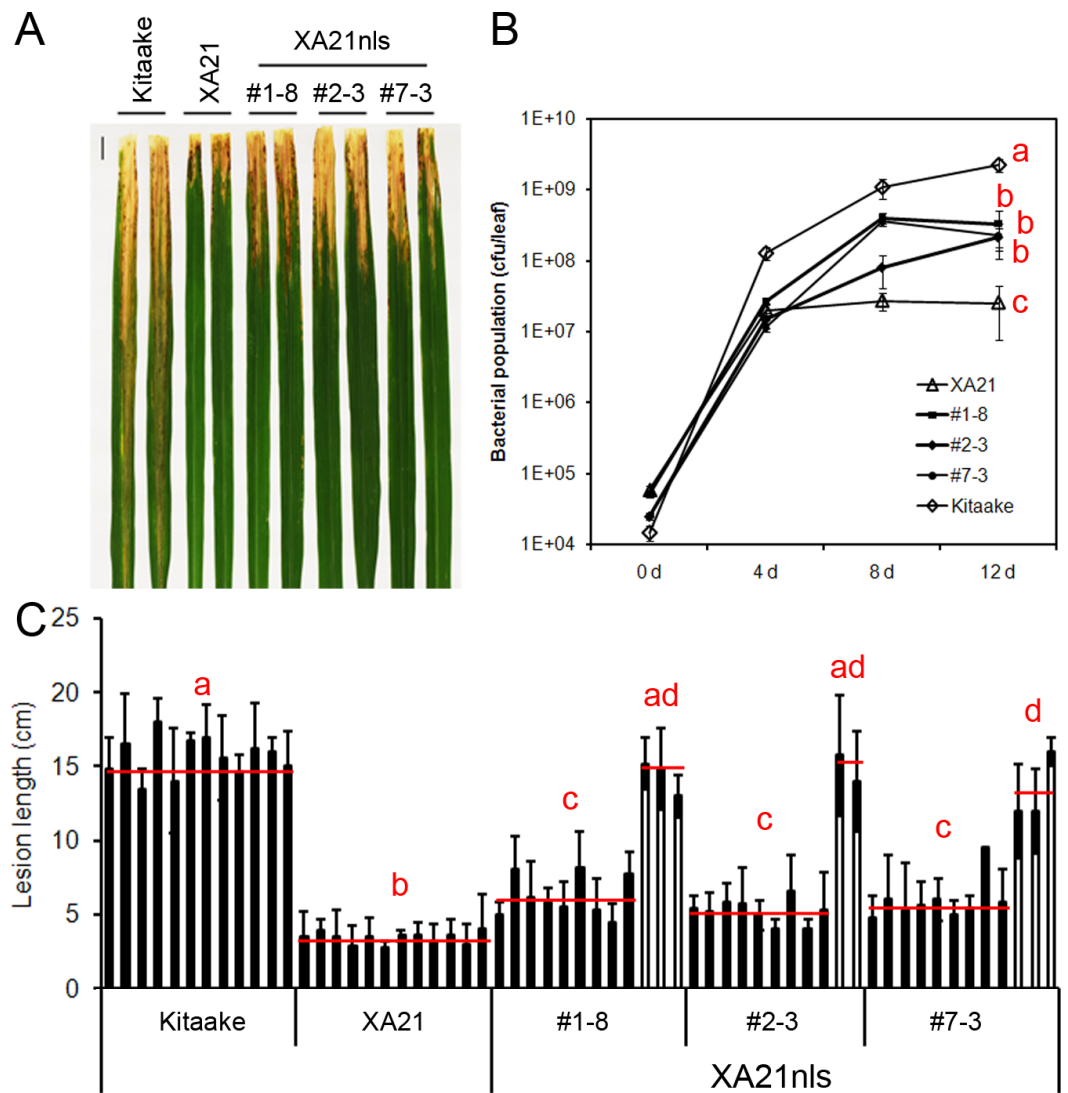 A
Kitaake
XA21
XA21nls
#1-8 #2-3 #7-3
B
Bacterial population (cfu/leaf)
1E+10
1E+09
1E+08
1E+07
1E+06
1E+05
1E+04
0 d 4 d 8 d 12 d
a
b
b
b
c
XA21
#1-8
#2-3
#7-3
Kitaake
C
Lesion length (cm)
25
20
15
10
5
0
a
b
c
ad
c
ad
c
d
Kitaake XA21 #1-8 #2-3 #7-3
XA21nls